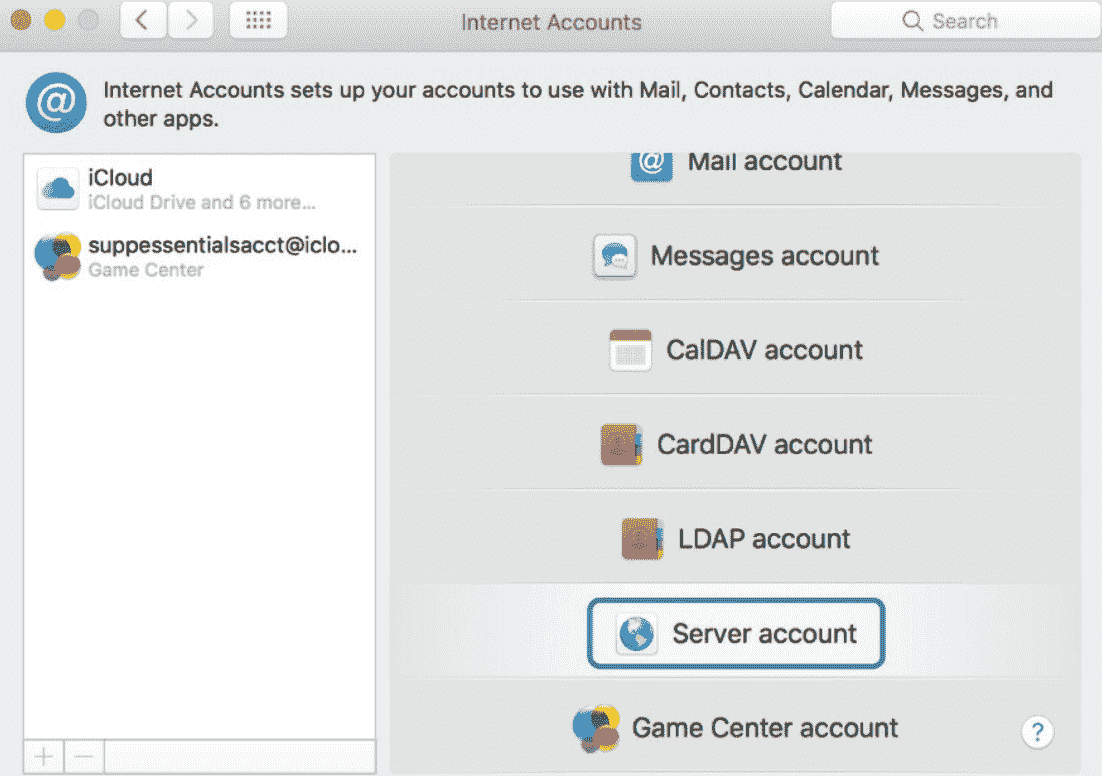 Internet Accounts
Search
Internet Accounts sets up your accounts to use with Mail, Contacts, Calendar, Messages, and
other apps.
iCloud
iCloud Drive and 6 more...
suppessentialsacct@iclo...
Game Center
@ Mail account
Messages account
CalDAV account
CardDAV account
LDAP account
Server account
Game Center account
?